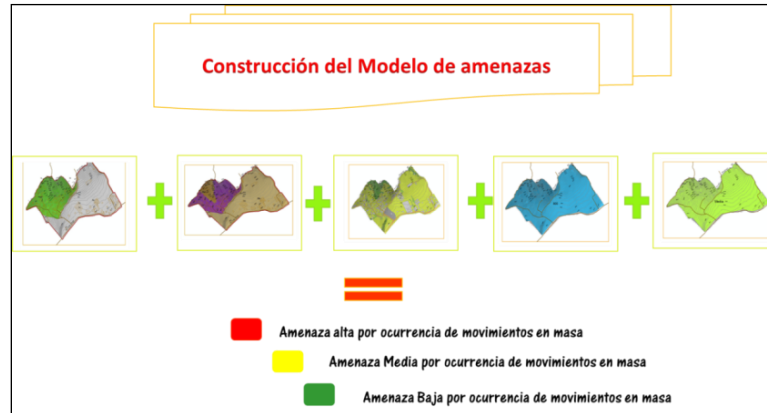 Construcción del Modelo de amenazas
Amenaza alta por ocurrencia de movimientos en masa
Amenaza Media por ocurrencia de movimientos en masa
Amenaza Baja por ocurrencia de movimientos en masa